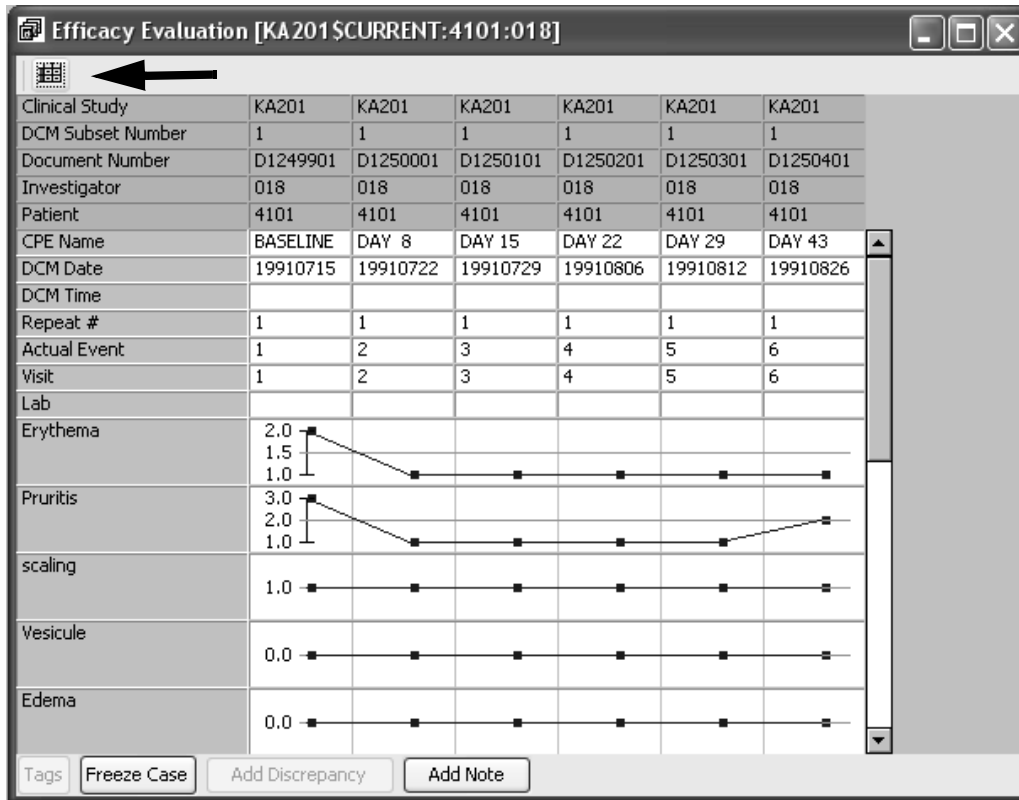 Efficacy Evaluation [KA201$CURRENT:4101:018]
Clinical Study KA201 KA201 KA201 KA201 KA201 KA201
DCM Subset Number 1 1 1 1 1 1
Document Number D1249901 D1250001 D1250101 D1250201 D1250301 D1250401
Investigator 018 018 018 018 018 018
Patient 4101 4101 4101 4101 4101 4101
CPE Name BASELINE DAY 8 DAY 15 DAY 22 DAY 29 DAY 43
DCM Date 19910715 19910722 19910729 19910806 19910812 19910826
DCM Time
Repeat # 1 1 1 1 1 1
Actual Event 1 2 3 4 5 6
Visit 1 2 3 4 5 6
Lab
Erythema 2.0
1.5
1.0
Pruritis 3.0
2.0
1.0
scaling
1.0
Vesicule
0.0
Edema
0.0
Tags Freeze Case Add Discrepancy Add Note